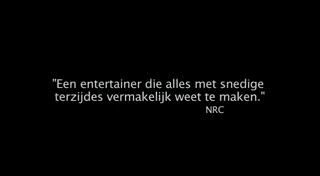 "Een entertainer die alles met snedige
terzijdes vermakelijk weet te maken."
NRC